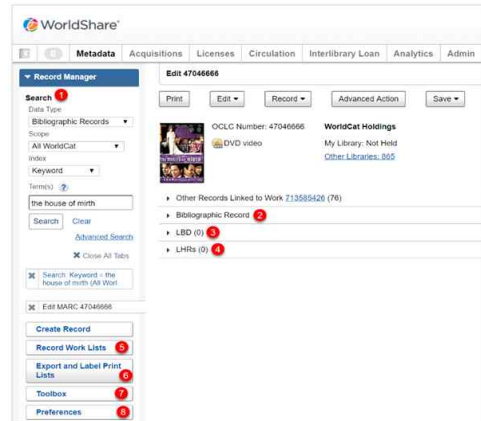 WorldShare
Metadata Acquisitions Licenses Circulation Interlibrary Loan Analytics Admin
Record Manager
Search 1
Data Type
Bibliographic Records
Scope
All WorldCat
Index
Keyword
Term(s) ?
the house of mirth
Search Clear
Advanced Search
Close All Tabs
Search: Keyword = the
house of mirth (All Worl
Edit MARC 47046666
Create Record
Record Work Lists 5
Export and Label Print
Lists 6
Toolbox 7
Preferences 8
Edit 47046666
Print Edit Record Advanced Action Save
OCLC Number: 47046666 WorldCat Holdings
DVD video My Library: Not Held
Other Libraries: 865
Other Records Linked to Work 713585426 (76)
Bibliographic Record 2
LBD (0) 3
LHRs (0) 4